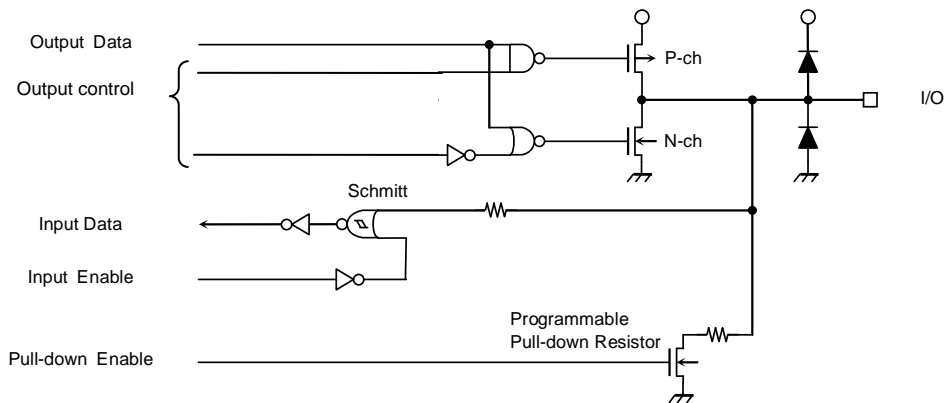 Output Data
P-ch
Output control
I/O
N-ch
Schmitt
Input Data
Input Enable
Programmable
Pull-down Resistor
Pull-down Enable